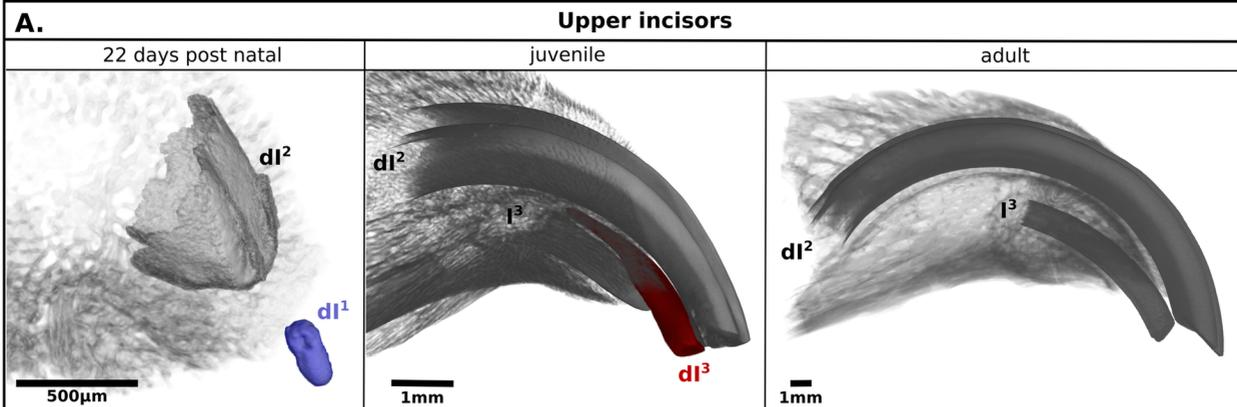 A.
Upper incisors
22 days post natal
juvenile
adult
dI²
dI¹
500µm
dI²
I³
dI³
1mm
I³
dI²
1mm